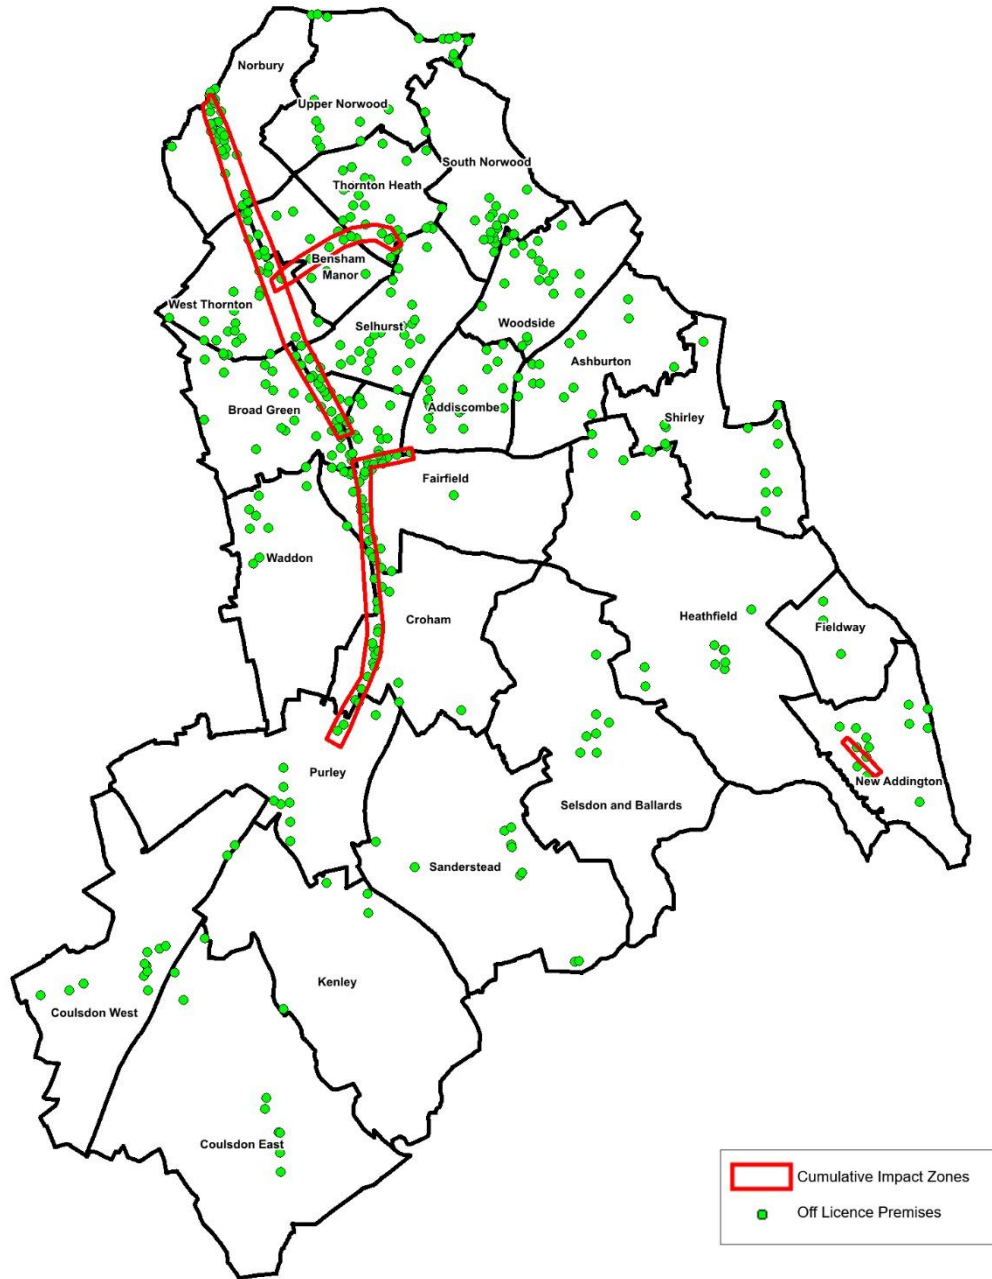 Norbury
Upper Norwood
South Norwood
Thornton Heath
Bensham
Manor
West Thornton
Selhurst
Woodside
Ashburton
Broad Green
Addiscombe
Shirley
Fairfield
Waddon
Croham
Heathfield
Fieldway
Purley
New Addington
Selsdon and Ballards
Sanderstead
Kenley
Coulsdon West
Coulsdon East
Cumulative Impact Zones
Off Licence Premises